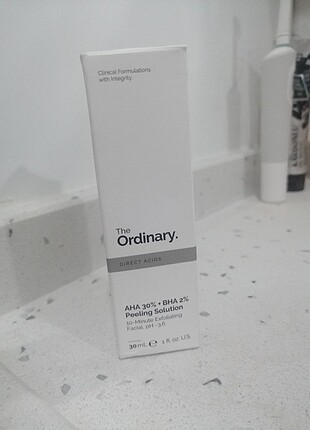 Clinical Formulations
with Integrity
The
Ordinary.
DIRECT ACIDS
AHA 30% + BHA 2%
Peeling Solution
10-Minute Exfoliating
Facial, pH ~3.6
30 mL ℮ 1 fl. oz. US